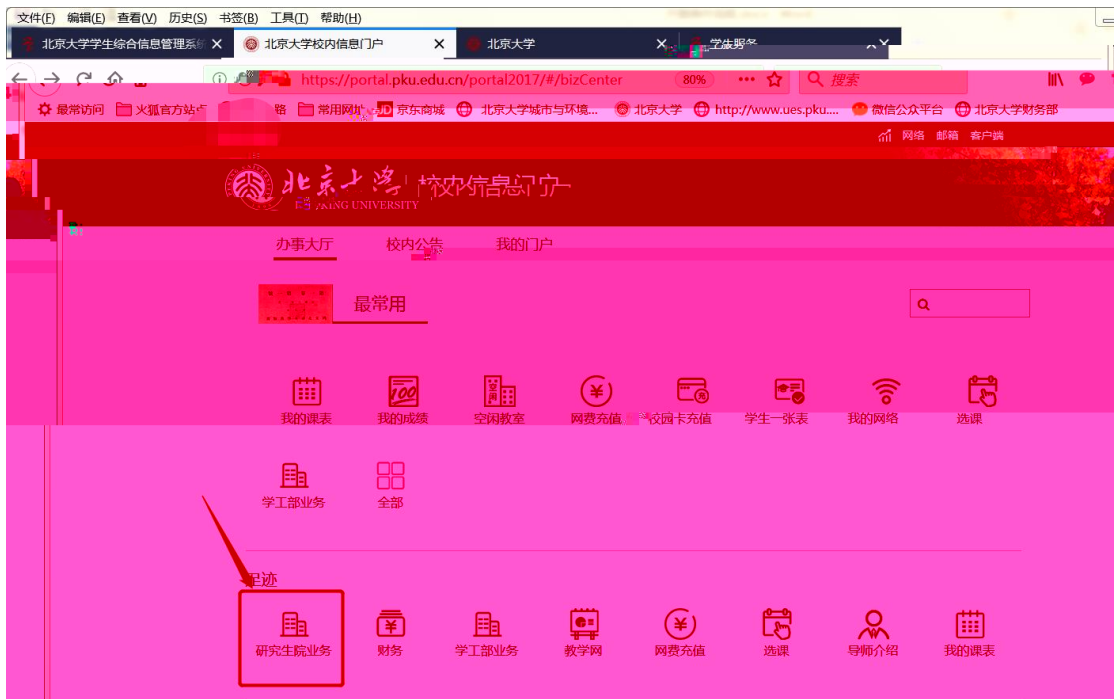 文件(F) 编辑(E) 查看(V) 历史(S) 书签(B) 工具(T) 帮助(H)
北京大学学生综合信息管理系统 北京大学校内信息门户 北京大学
https://portal.pku.edu.cn/portal2017/#/bizCenter 80% 搜索
最常访问 火狐官方站点 常用网址 JD 京东商城 北京大学城市与环境... 北京大学 http://www.ues.pku.... 微信公众平台 北京大学财务部
网络 邮箱 客户端
北京大学 校内信息门户
UNIVERSITY
办事大厅 校内公告 我的门户
最常用
我的课表 我的成绩 空闲教室 网费充值 校园卡充值 学生一张表 我的网络 选课
学工部业务 全部
足迹
研究生院业务 财务 学工部业务 教学网 网费充值 选课 导师介绍 我的课表